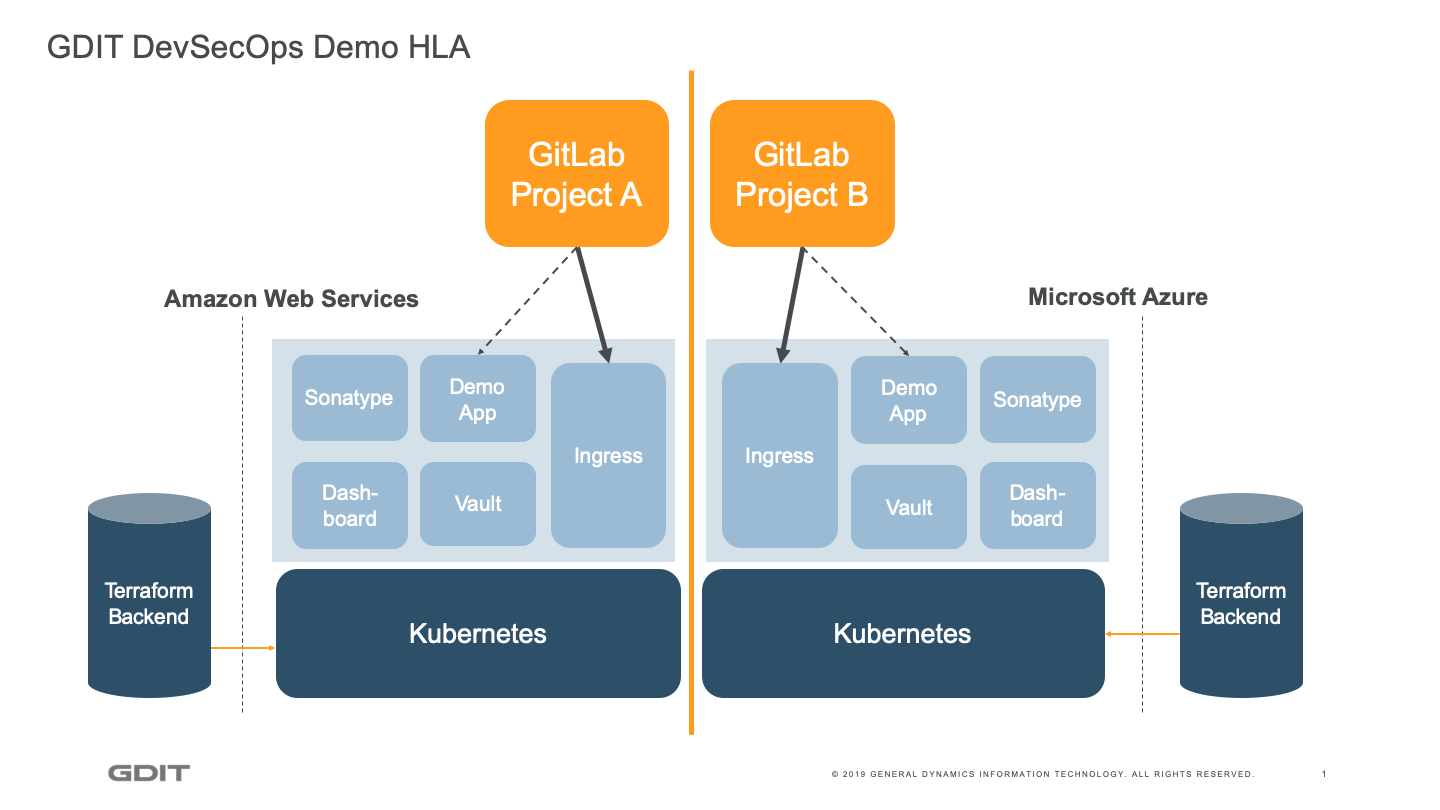 GDIT DevSecOps Demo HLA
GitLab
Project A
GitLab
Project B
Amazon Web Services
Microsoft Azure
Sonatype
Demo
App
Ingress
Dash-
board
Vault
Ingress
Demo
App
Sonatype
Vault
Dash-
board
Terraform
Backend
Kubernetes
Kubernetes
Terraform
Backend
GDIT
© 2019 GENERAL DYNAMICS INFORMATION TECHNOLOGY. ALL RIGHTS RESERVED.
1